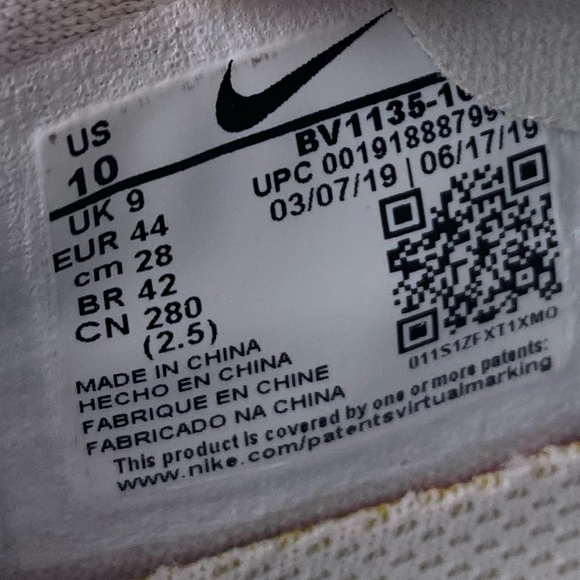 US
10
UK 9
EUR 44
cm 28
BR 42
CN 280
(2.5)
BV1135-10
UPC 00191888799
03/07/19 | 06/17/19
011S1ZFXT1XMO
MADE IN CHINA
HECHO EN CHINA
FABRIQUE EN CHINE
FABRICADO NA CHINA
This product is covered by one or more patents:
www.nike.com/patentsvirtualmarking